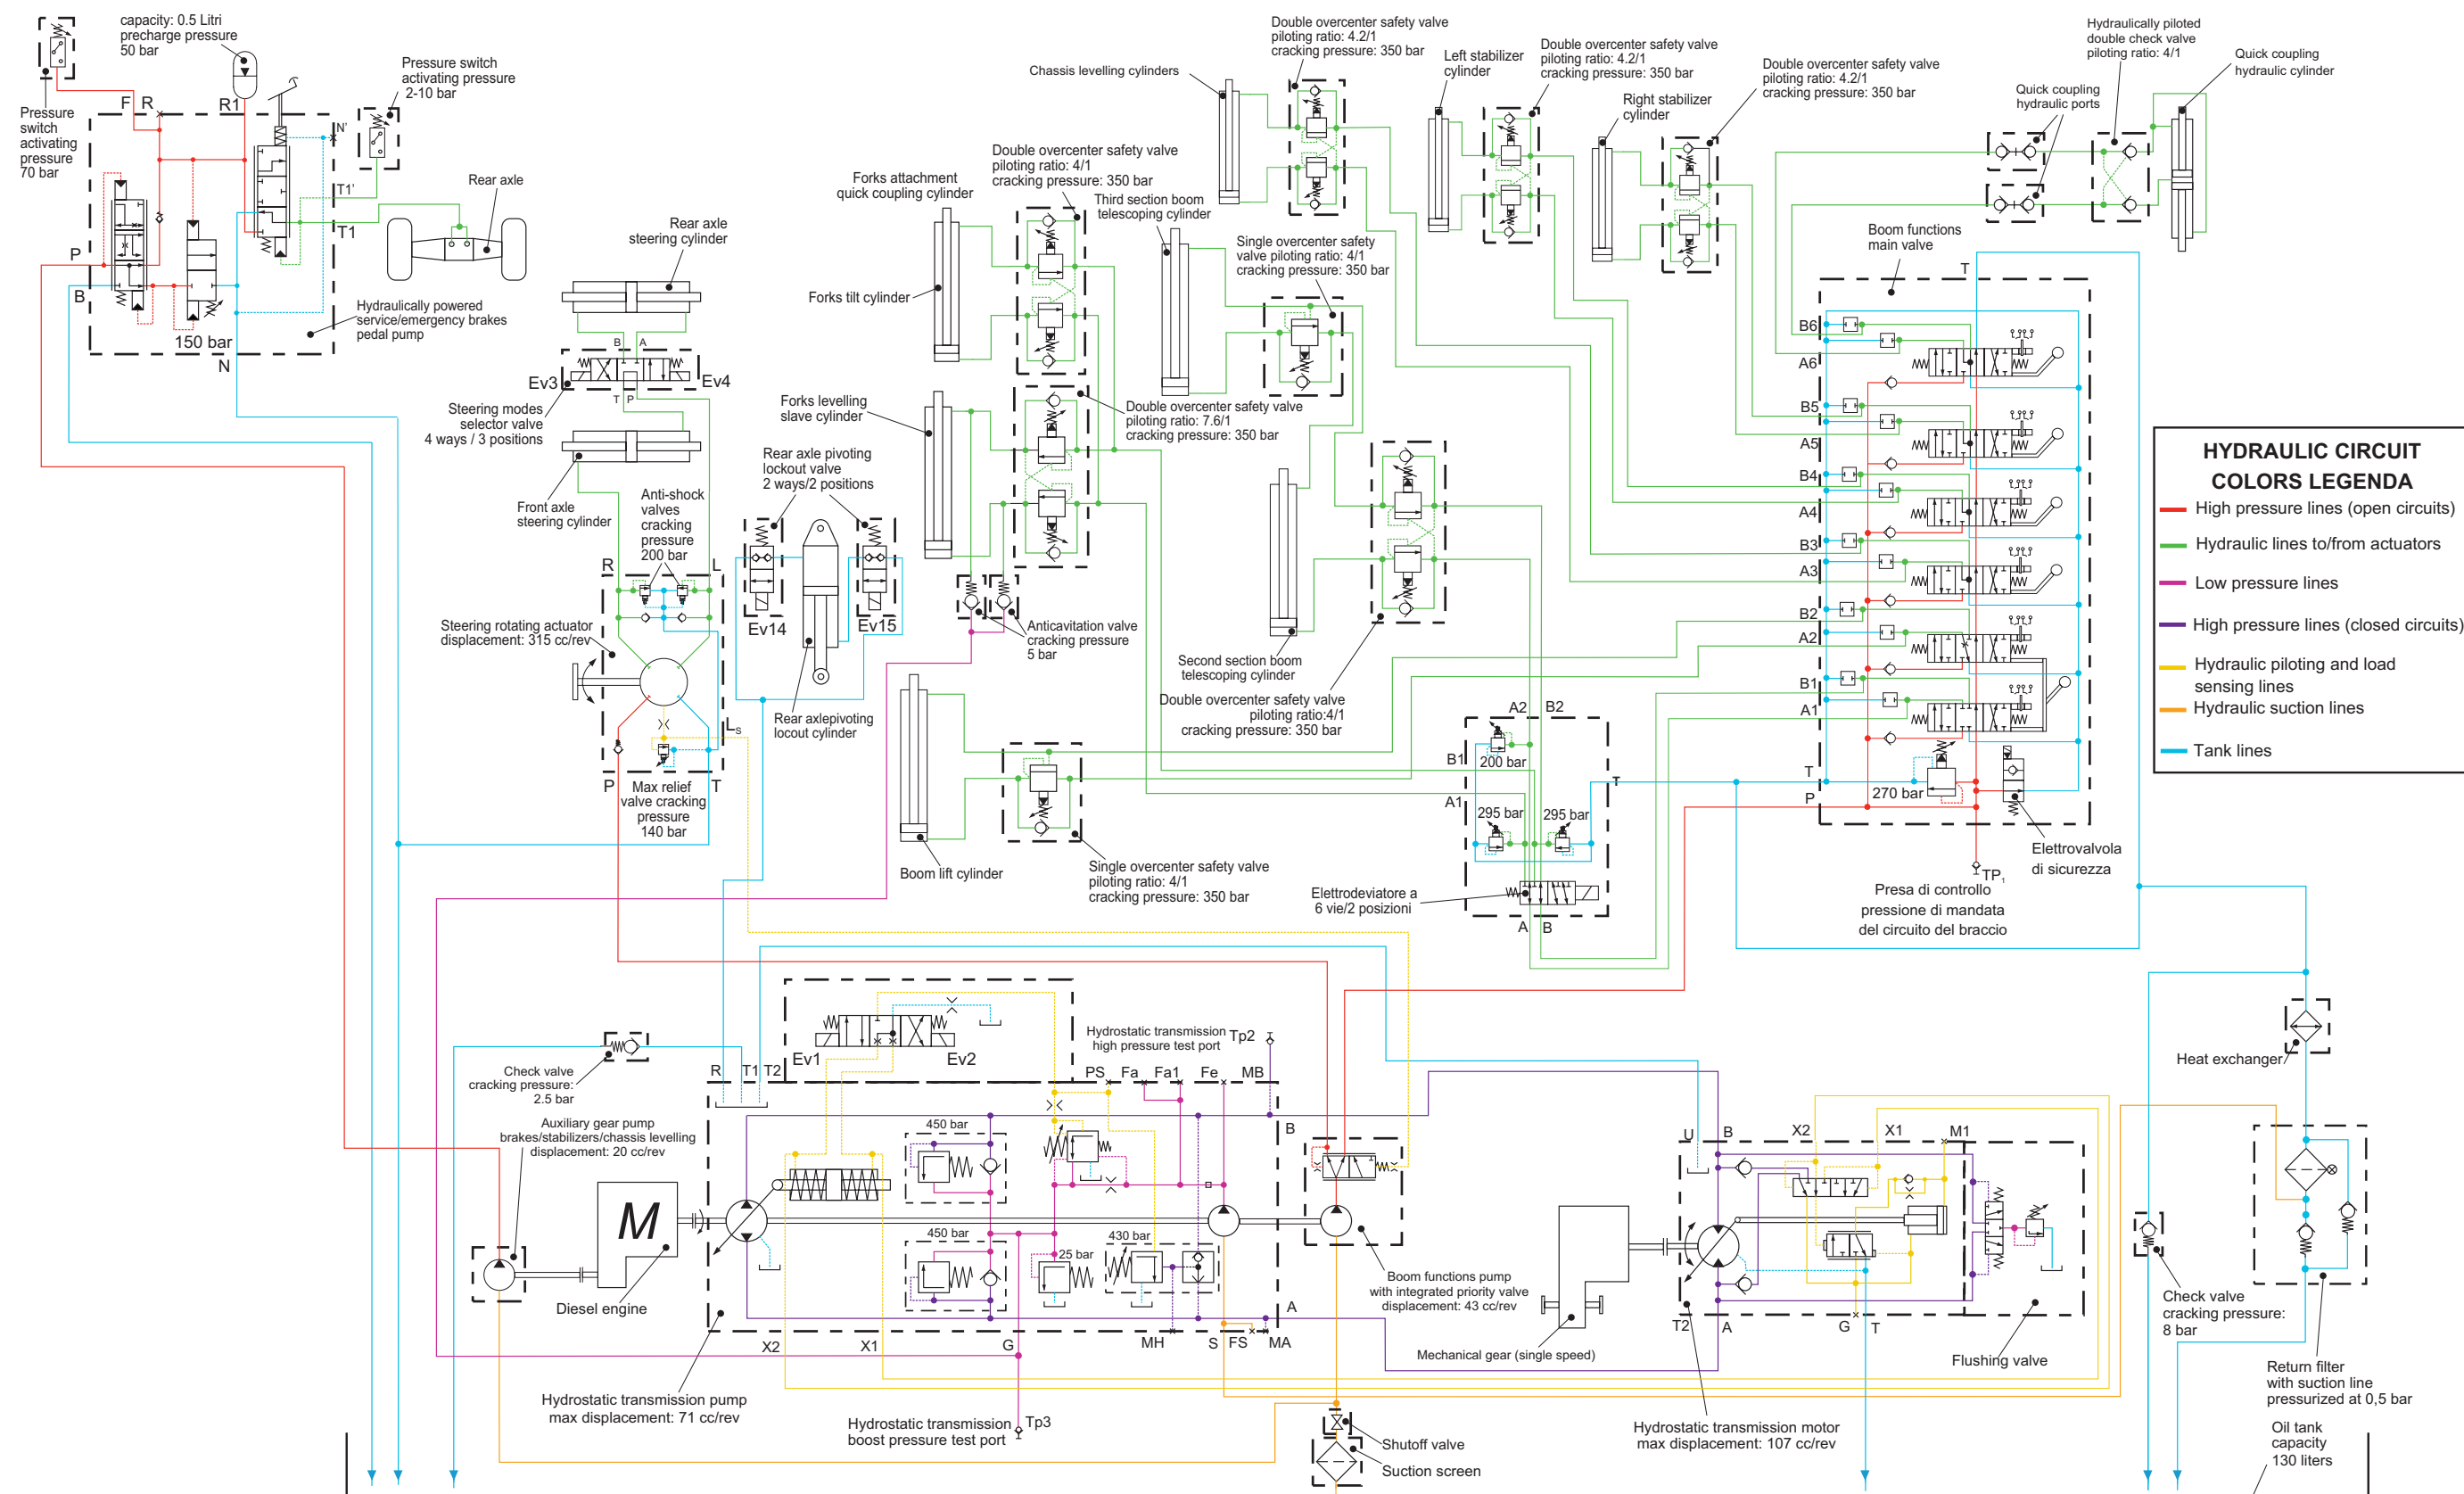 capacity: 0.5 Litri
precharge pressure
50 bar
Pressure switch
activating pressure
2-10 bar
Pressure
switch
activating
pressure
70 bar
F
R
R1
N'
T1'
T1
P
B
150 bar
N
Hydraulically powered
service/emergency brakes
pedal pump
Rear axle
Rear axle
steering cylinder
B
A
Ev3
Ev4
T
P
Steering modes
selector valve
4 ways / 3 positions
Front axle
steering cylinder
Anti-shock
valves
cracking
pressure
200 bar
R
L
Steering rotating actuator
displacement: 315 cc/rev
LS
P
T
Max relief
valve cracking
pressure
140 bar
Rear axle pivoting
lockout valve
2 ways/2 positions
Ev14
Ev15
Rear axlepivoting
locout cylinder
Forks attachment
quick coupling cylinder
Forks tilt cylinder
Double overcenter safety valve
piloting ratio: 4/1
cracking pressure: 350 bar
Forks levelling
slave cylinder
Double overcenter safety valve
piloting ratio: 7.6/1
cracking pressure: 350 bar
Anticavitation valve
cracking pressure
5 bar
Boom lift cylinder
Single overcenter safety valve
piloting ratio: 4/1
cracking pressure: 350 bar
Third section boom
telescoping cylinder
Single overcenter safety
valve piloting ratio: 4/1
cracking pressure: 350 bar
Second section boom
telescoping cylinder
Double overcenter safety valve
piloting ratio:4/1
cracking pressure: 350 bar
Chassis levelling cylinders
Double overcenter safety valve
piloting ratio: 4.2/1
cracking pressure: 350 bar
Left stabilizer
cylinder
Double overcenter safety valve
piloting ratio: 4.2/1
cracking pressure: 350 bar
Right stabilizer
cylinder
Double overcenter safety valve
piloting ratio: 4.2/1
cracking pressure: 350 bar
Hydraulically piloted
double check valve
piloting ratio: 4/1
Quick coupling
hydraulic ports
Quick coupling
hydraulic cylinder
Boom functions
main valve
T
B6
A6
B5
A5
B4
A4
B3
A3
B2
A2
B1
A1
T
P
270 bar
Elettrovalvola
di sicurezza
TP1
Presa di controllo
pressione di mandata
del circuito del braccio
A2
B2
B1
200 bar
A1
295 bar
295 bar
T
Elettrodeviatore a
6 vie/2 posizioni
A
B
HYDRAULIC CIRCUIT
COLORS LEGENDA
High pressure lines (open circuits)
Hydraulic lines to/from actuators
Low pressure lines
High pressure lines (closed circuits)
Hydraulic piloting and load
sensing lines
Hydraulic suction lines
Tank lines
Check valve
cracking pressure:
2.5 bar
Auxiliary gear pump
brakes/stabilizers/chassis levelling
displacement: 20 cc/rev
M
Diesel engine
Ev1
Ev2
R
T1
T2
Hydrostatic transmission
high pressure test port
Tp2
PS
Fa
Fa1
Fe
MB
B
450 bar
450 bar
25 bar
430 bar
A
X2
X1
G
MH
S
FS
MA
Hydrostatic transmission pump
max displacement: 71 cc/rev
Hydrostatic transmission
boost pressure test port
Tp3
Boom functions pump
with integrated priority valve
displacement: 43 cc/rev
Shutoff valve
Suction screen
Mechanical gear (single speed)
U
B
X2
X1
M1
T2
A
G
T
Flushing valve
Hydrostatic transmission motor
max displacement: 107 cc/rev
Heat exchanger
Check valve
cracking pressure:
8 bar
Return filter
with suction line
pressurized at 0,5 bar
Oil tank
capacity
130 liters